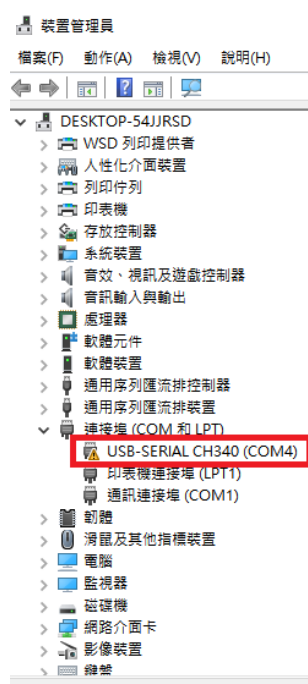 裝置管理員
檔案(F) 動作(A) 檢視(V) 說明(H)
DESKTOP-54JJRSD
WSD 列印提供者
人性化介面裝置
列印佇列
印表機
存放控制器
系統裝置
音效、視訊及遊戲控制器
音訊輸入與輸出
處理器
軟體元件
軟體裝置
通用序列匯流排控制器
通用序列匯流排裝置
連接埠 (COM 和 LPT)
USB-SERIAL CH340 (COM4)
印表機連接埠 (LPT1)
通訊連接埠 (COM1)
韌體
滑鼠及其他指標裝置
電腦
監視器
磁碟機
網路介面卡
影像裝置
鍵盤